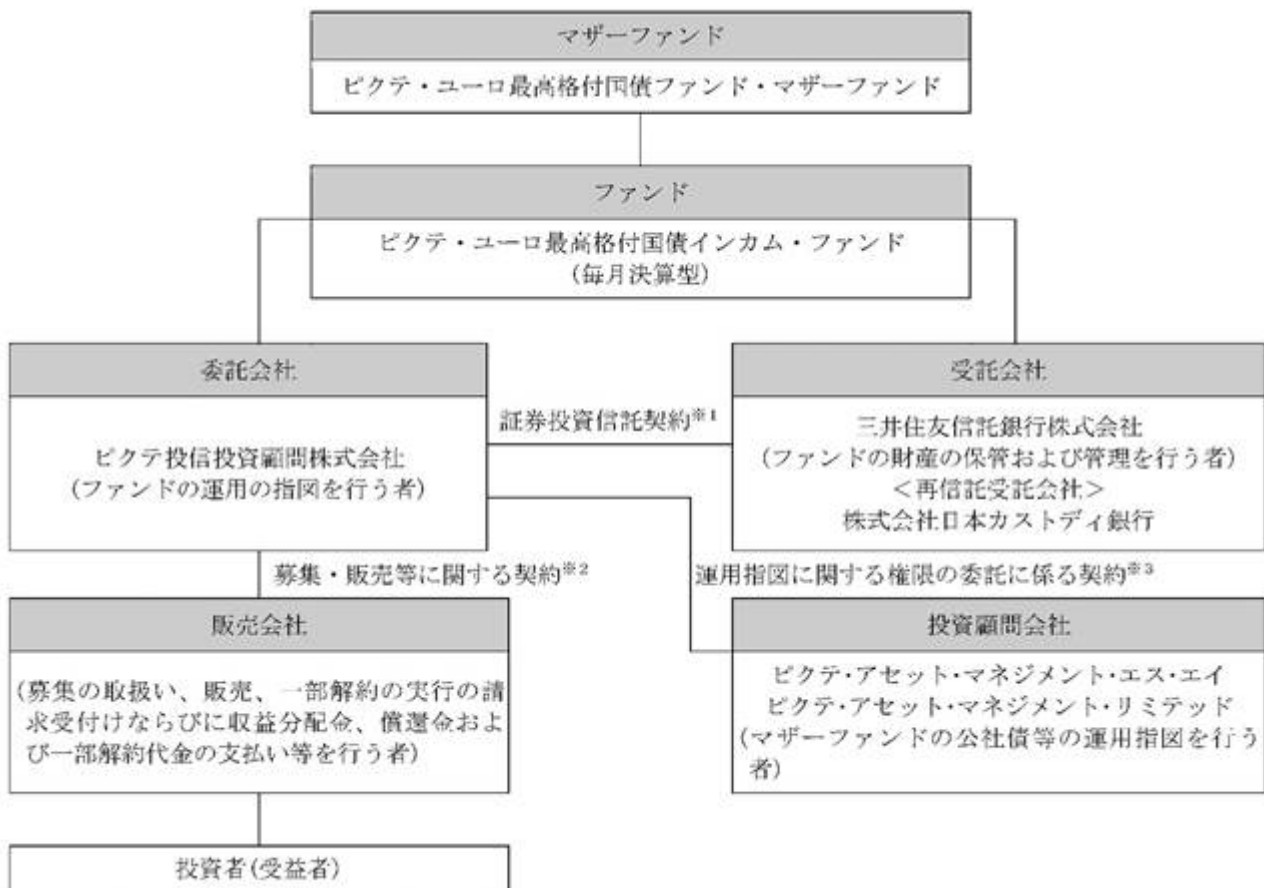 マザーファンド
ピクテ・ユーロ最高格付国債ファンド・マザーファンド
ファンド
ピクテ・ユーロ最高格付国債インカム・ファンド
(毎月決算型)
委託会社
ピクテ投信投資顧問株式会社
(ファンドの運用の指図を行う者)
証券投資信託契約※1
受託会社
三井住友信託銀行株式会社
(ファンドの財産の保管および管理を行う者)
＜再信託受託会社＞
株式会社日本カストディ銀行
募集・販売等に関する契約※2
運用指図に関する権限の委託に係る契約※3
販売会社
(募集の取扱い、販売、一部解約の実行の請
求受付けならびに収益分配金、償還金およ
び一部解約代金の支払い等を行う者)
投資顧問会社
ピクテ・アセット・マネジメント・エス・エイ
ピクテ・アセット・マネジメント・リミテッド
(マザーファンドの公社債等の運用指図を行う
者)
投資者(受益者)